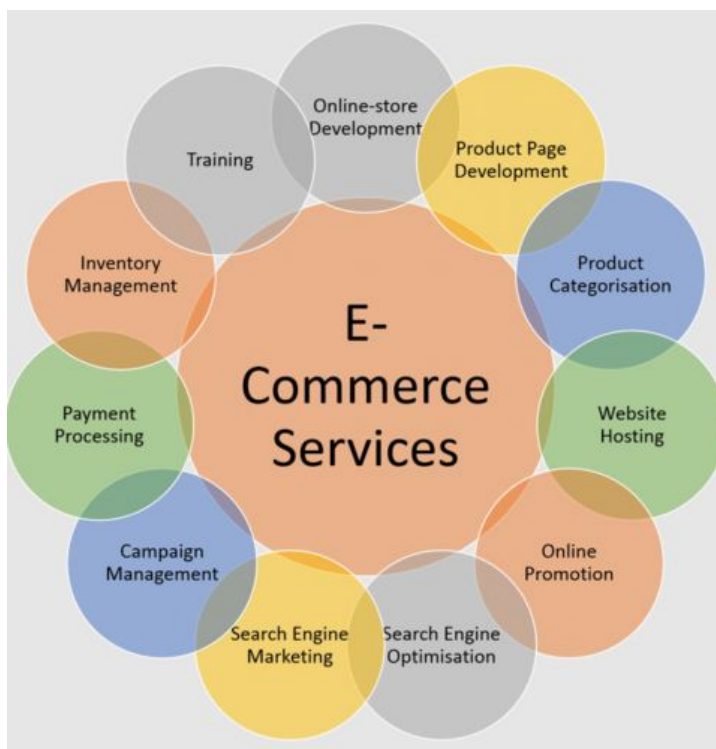 Online-store
Development
Product Page
Development
Product
Categorisation
Website
Hosting
Online
Promotion
Search Engine
Optimisation
Search Engine
Marketing
Campaign
Management
Payment
Processing
Inventory
Management
Training
E-
Commerce
Services